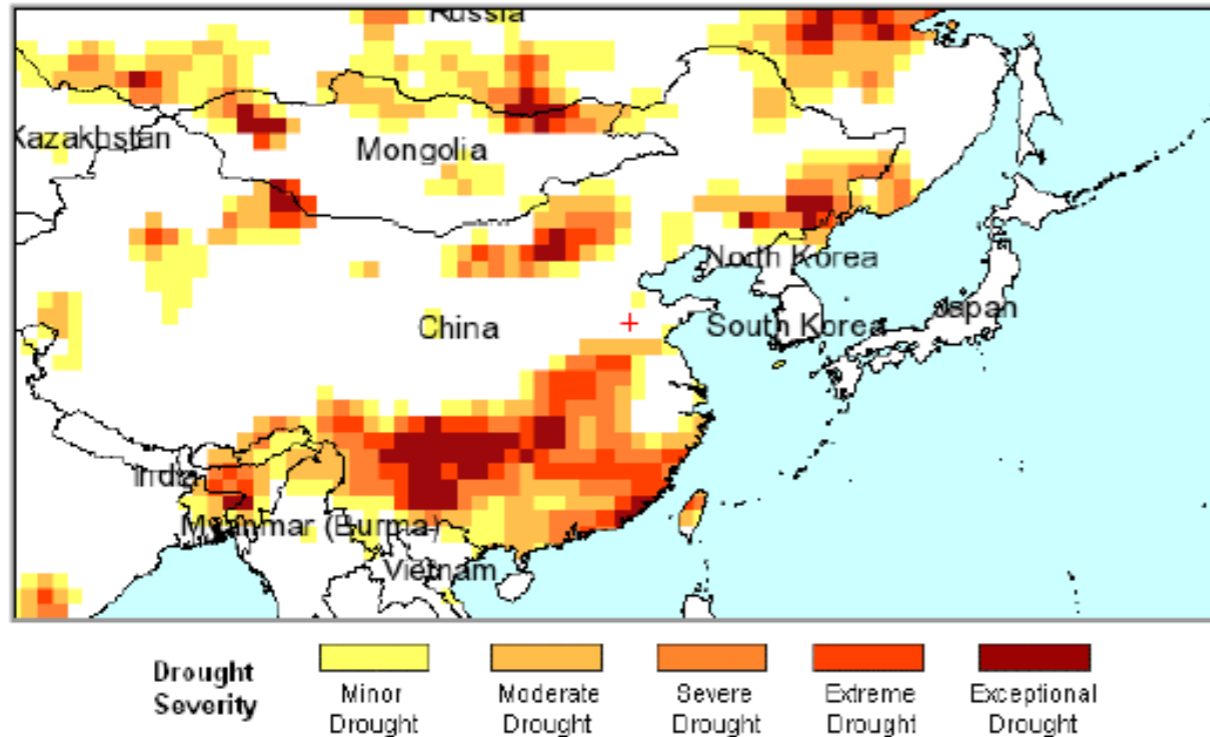 Russia
Kazakhstan
Mongolia
North Korea
China
South Korea
Japan
India
Myanmar (Burma)
Vietnam
Drought
Severity
Minor
Drought
Moderate
Drought
Severe
Drought
Extreme
Drought
Exceptional
Drought